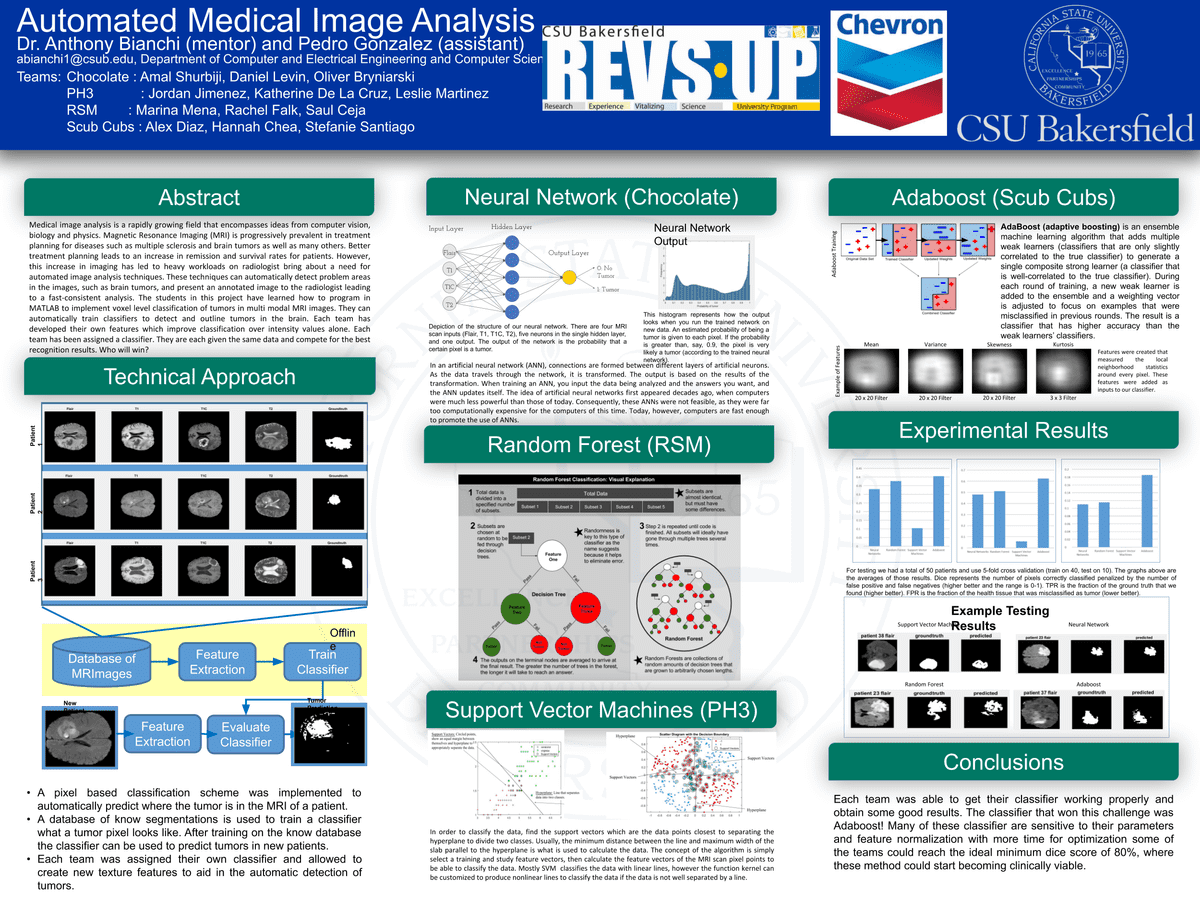 Automated Medical Image Analysis
Dr. Anthony Bianchi (mentor) and Pedro Gonzalez (assistant)
abianchi1@csub.edu, Department of Computer and Electrical Engineering and Computer Scien
Teams: Chocolate : Amal Shurbiji, Daniel Levin, Oliver Bryniarski
PH3 : Jordan Jimenez, Katherine De La Cruz, Leslie Martinez
RSM : Marina Mena, Rachel Falk, Saul Ceja
Scub Cubs : Alex Diaz, Hannah Chea, Stefanie Santiago
CSU Bakersfield
REVS·UP
Research Experience Vitalizing Science University Program
Chevron
CALIFORNIA STATE UNIVERSITY
19 65
EXCELLENCE PARTNERSHIPS COMMUNITY
BAKERSFIELD
CSU Bakersfield
Abstract
Medical image analysis is a rapidly growing field that encompasses ideas from computer vision,
biology and physics. Magnetic Resonance Imaging (MRI) is progressively prevalent in treatment
planning for diseases such as multiple sclerosis and brain tumors as well as many others. Better
treatment planning leads to an increase in remission and survival rates for patients. However,
this increase in imaging has led to heavy workloads on radiologist bring about a need for
automated image analysis techniques. These techniques can automatically detect problem areas
in the images, such as brain tumors, and present an annotated image to the radiologist leading
to a fast-consistent analysis. The students in this project have learned how to program in
MATLAB to implement voxel level classification of tumors in multi modal MRI images. They can
automatically train classifiers to detect and outline tumors in the brain. Each team has
developed their own features which improve classification over intensity values alone. Each
team has been assigned a classifier. They are each given the same data and compete for the best
recognition results. Who will win?
Technical Approach
Flair T1 T1C T2 Groundtruth
Patient 1
Flair T1 T1C T2 Groundtruth
Patient 2
Flair T1 T1C T2 Groundtruth
Patient 3
Offlin
e
Database of
MRImages
Feature
Extraction
Train
Classifier
New
Patient
Feature
Extraction
Evaluate
Classifier
Tumor
• A pixel based classification scheme was implemented to
automatically predict where the tumor is in the MRI of a patient.
• A database of know segmentations is used to train a classifier
what a tumor pixel looks like. After training on the know database
the classifier can be used to predict tumors in new patients.
• Each team was assigned their own classifier and allowed to
create new texture features to aid in the automatic detection of
tumors.
Neural Network (Chocolate)
Input Layer Hidden Layer
Output Layer
Flair
T1
T1C
T2
0: No
Tumor
1: Tumor
Neural Network
Output
Depiction of the structure of our neural network. There are four MRI
scan inputs (Flair, T1, T1C, T2), five neurons in the single hidden layer,
and one output. The output of the network is the probability that a
certain pixel is a tumor.
This histogram represents how the output
looks when you run the trained network on
new data. An estimated probability of being a
tumor is given to each pixel. If the probability
is greater than, say, 0.9, the pixel is very
likely a tumor (according to the trained neural
network).
In an artificial neural network (ANN), connections are formed between different layers of artificial neurons.
As the data travels through the network, it is transformed. The output is based on the results of the
transformation. When training an ANN, you input the data being analyzed and the answers you want, and
the ANN updates itself. The idea of artificial neural networks first appeared decades ago, when computers
were much less powerful than those of today. Consequently, these ANNs were not feasible, as they were far
too computationally expensive for the computers of this time. Today, however, computers are fast enough
to promote the use of ANNs.
Random Forest (RSM)
Random Forest Classification: Visual Explanation
1 Total data is
divided into a
specified number
of subsets.
Total Data
Subset 1 Subset 2 Subset 3 Subset 4 Subset 5
Subsets are
almost identical,
but must have
some differences.
2 Subsets are
chosen at
random to be
fed through
decision
trees.
Subset 3
Feature
One
Randomness is
key to this type of
classifier as the
name suggests
because it helps
to eliminate error.
3 Step 2 is repeated until code is
finished. All subsets will ideally have
gone through multiple trees several
times.
Pass Fail
Decision Tree
Feature
Two
Pass Fail Pass Fail
Random Forest
4 The outputs on the terminal nodes are averaged to arrive at
the final result. The greater the number of trees in the forest,
the longer it will take to reach an answer.
Random Forests are collections of
random amounts of decision trees that
are grown to arbitrarily chosen lengths.
Support Vector Machines (PH3)
Support Vectors: Circled points,
show an equal margin between
themselves and hyperplane to
appropriately separate the data.
Hyperplane: Line that separates
data into two classes.
Scatter Diagram with the Decision Boundary
Hyperplane
Support Vectors
Support Vectors
Support Vectors
Hyperplane
In order to classify the data, find the support vectors which are the data points closest to separating the
hyperplane to divide two classes. Usually, the minimum distance between the line and maximum width of the
slab parallel to the hyperplane is what is used to calculate the data. The concept of the algorithm is simply
select a training and study feature vectors, then calculate the feature vectors of the MRI scan pixel points to
be able to classify the data. Mostly SVM classifies the data with linear lines, however the function kernel can
be customized to produce nonlinear lines to classify the data if the data is not well separated by a line.
Adaboost (Scub Cubs)
Adaboost Training
Original Data Set Trained Classifier Updated Weights Trained Classifier Updated Weights
Combined Classifier
AdaBoost (adaptive boosting) is an ensemble
machine learning algorithm that adds multiple
weak learners (classifiers that are only slightly
correlated to the true classifier) to generate a
single composite strong learner (a classifier that
is well-correlated to the true classifier). During
each round of training, a new weak learner is
added to the ensemble and a weighting vector
is adjusted to focus on examples that were
misclassified in previous rounds. The result is a
classifier that has higher accuracy than the
weak learners' classifiers.
Example of Features
Mean Variance Skewness Kurtosis
20 x 20 Filter 20 x 20 Filter 20 x 20 Filter 3 x 3 Filter
Features were created that
measured the local
neighborhood statistics
around every pixel. These
features were added as
inputs to our classifier.
Experimental Results
For testing we had a total of 50 patients and use 5-fold cross validation (train on 40, test on 10). The graphs above are
the averages of those results. Dice represents the number of pixels correctly classified penalized by the number of
false positive and false negatives (higher better and the range is 0-1). TPR is the fraction of the ground truth that we
found (higher better). FPR is the fraction of the health tissue that was misclassified as tumor (lower better).
Example Testing
Results
Support Vector Mach Neural Network
patient 38 flair groundtruth predicted groundtruth predicted
Random Forest Adaboost
patient 23 flair groundtruth predicted patient 37 flair groundtruth predicted
Conclusions
Each team was able to get their classifier working properly and
obtain some good results. The classifier that won this challenge was
Adaboost! Many of these classifier are sensitive to their parameters
and feature normalization with more time for optimization some of
the teams could reach the ideal minimum dice score of 80%, where
these method could start becoming clinically viable.